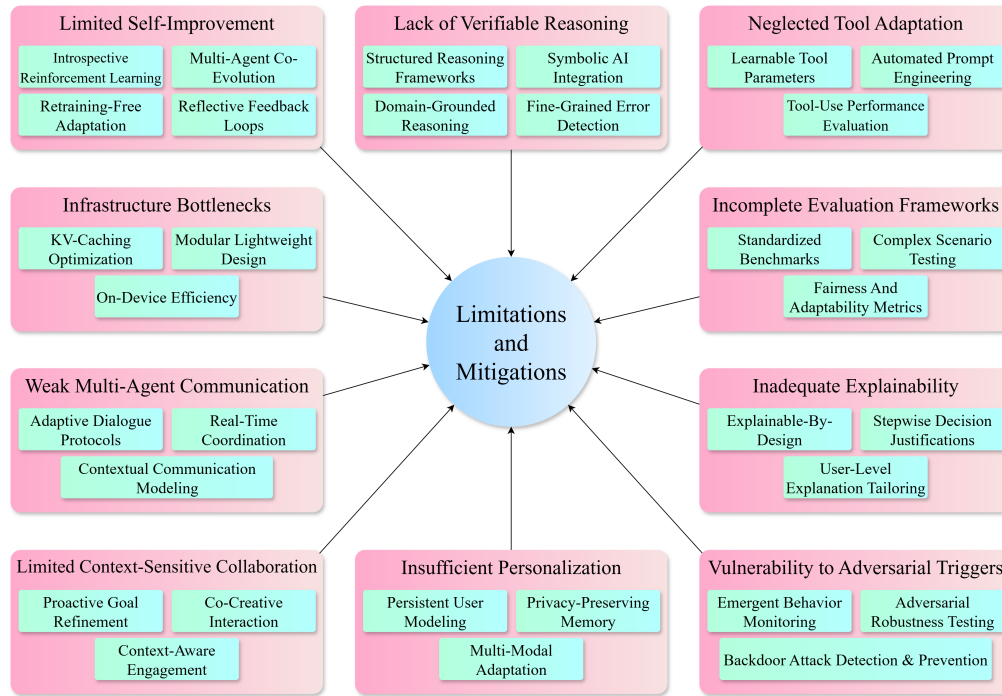 Limited Self-Improvement
Introspective
Reinforcement Learning
Multi-Agent Co-
Evolution
Retraining-Free
Adaptation
Reflective Feedback
Loops
Lack of Verifiable Reasoning
Structured Reasoning
Frameworks
Symbolic AI
Integration
Domain-Grounded
Reasoning
Fine-Grained Error
Detection
Neglected Tool Adaptation
Learnable Tool
Parameters
Automated Prompt
Engineering
Tool-Use Performance
Evaluation
Infrastructure Bottlenecks
KV-Caching
Optimization
Modular Lightweight
Design
On-Device Efficiency
Limitations
and
Mitigations
Incomplete Evaluation Frameworks
Standardized
Benchmarks
Complex Scenario
Testing
Fairness And
Adaptability Metrics
Weak Multi-Agent Communication
Adaptive Dialogue
Protocols
Real-Time
Coordination
Contextual Communication
Modeling
Inadequate Explainability
Explainable-By-
Design
Stepwise Decision
Justifications
User-Level
Explanation Tailoring
Limited Context-Sensitive Collaboration
Proactive Goal
Refinement
Co-Creative
Interaction
Context-Aware
Engagement
Insufficient Personalization
Persistent User
Modeling
Privacy-Preserving
Memory
Multi-Modal
Adaptation
Vulnerability to Adversarial Triggers
Emergent Behavior
Monitoring
Adversarial
Robustness Testing
Backdoor Attack Detection & Prevention